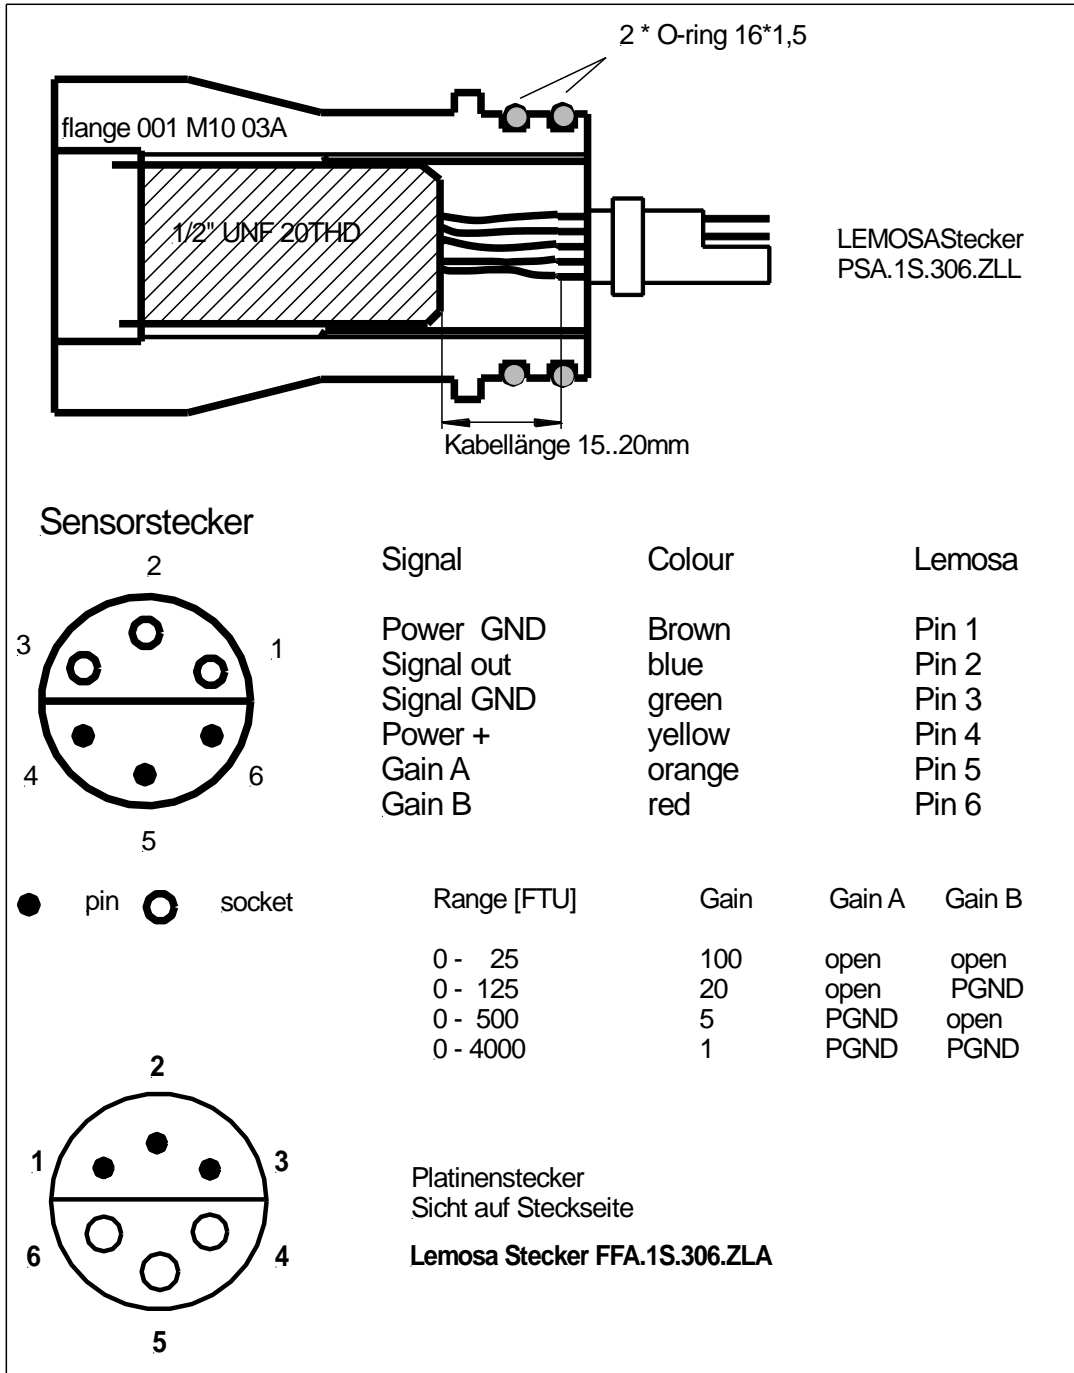 2 * O-ring 16*1,5
flange 001 M10 03A
1/2" UNF 20THD
LEMOSAStecker
PSA.1S.306.ZLL
Kabellänge 15..20mm
Sensorstecker
2
3
1
4
6
5
Signal Colour Lemosa
Power GND Brown Pin 1
Signal out blue Pin 2
Signal GND green Pin 3
Power + yellow Pin 4
Gain A orange Pin 5
Gain B red Pin 6
pin socket
Range [FTU] Gain Gain A Gain B
0 - 25 100 open open
0 - 125 20 open PGND
0 - 500 5 PGND open
0 - 4000 1 PGND PGND
2
1
3
6
4
5
Platinenstecker
Sicht auf Steckseite
Lemosa Stecker FFA.1S.306.ZLA